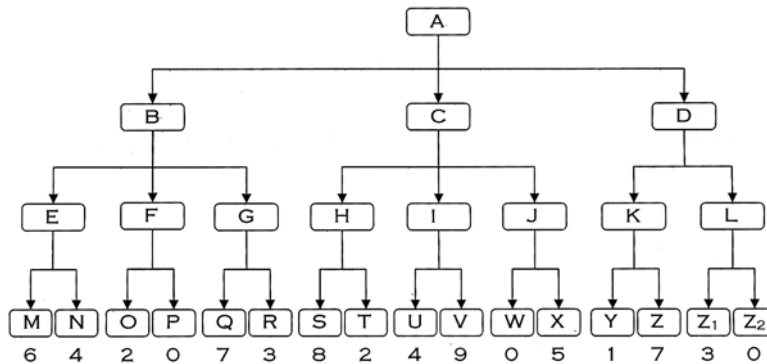 A
B C D
E F G H I J K L
M N O P Q R S T U V W X Y Z Z₁ Z₂
6 4 2 0 7 3 8 2 4 9 0 5 1 7 3 0